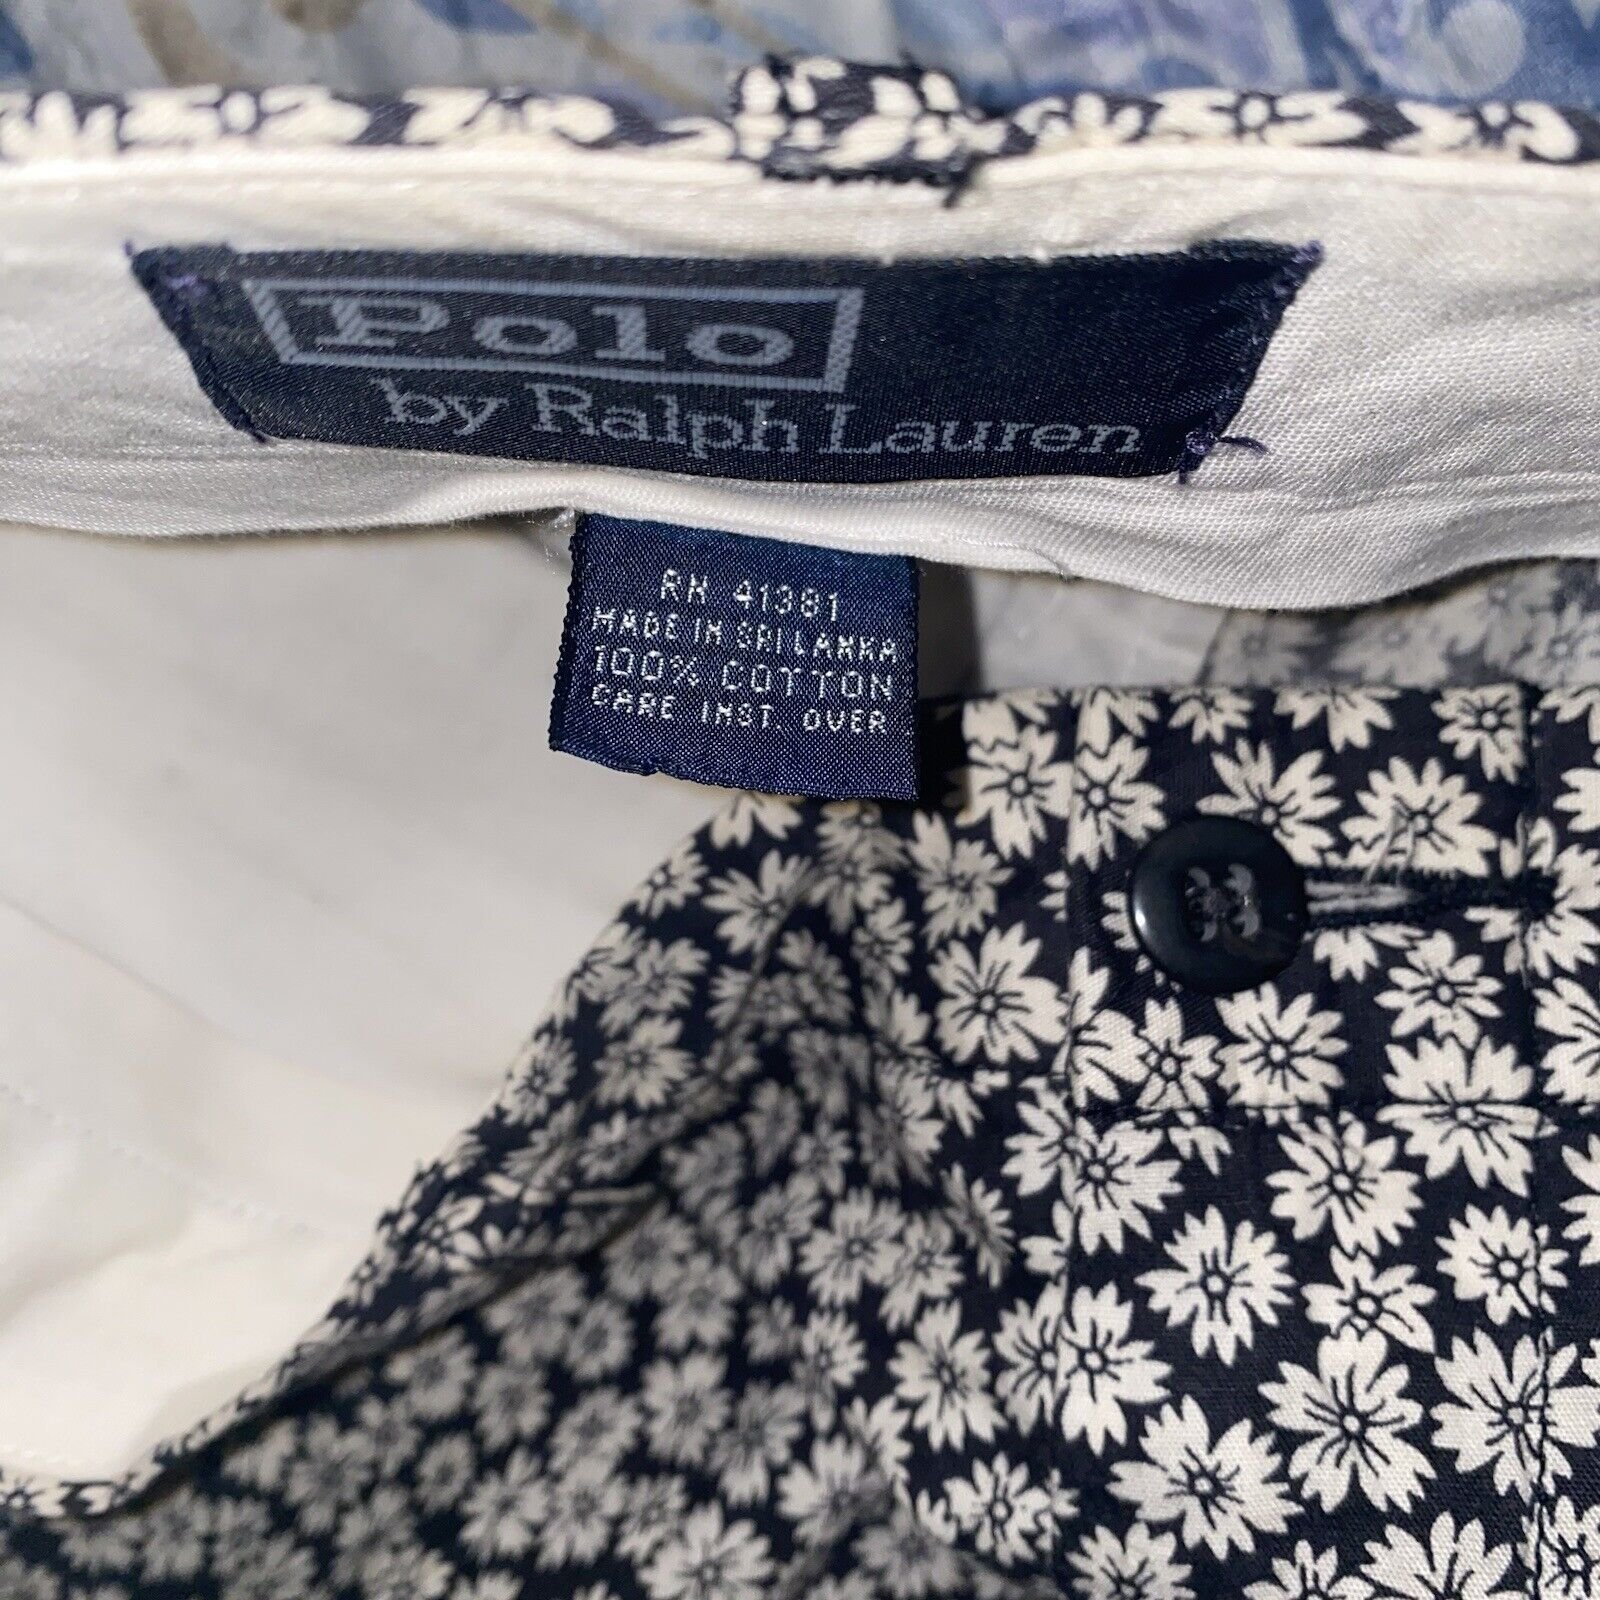 Polo
by Ralph Lauren
RN 41381
MADE IN SRI LANKA
100% COTTON
CARE INST. OVER